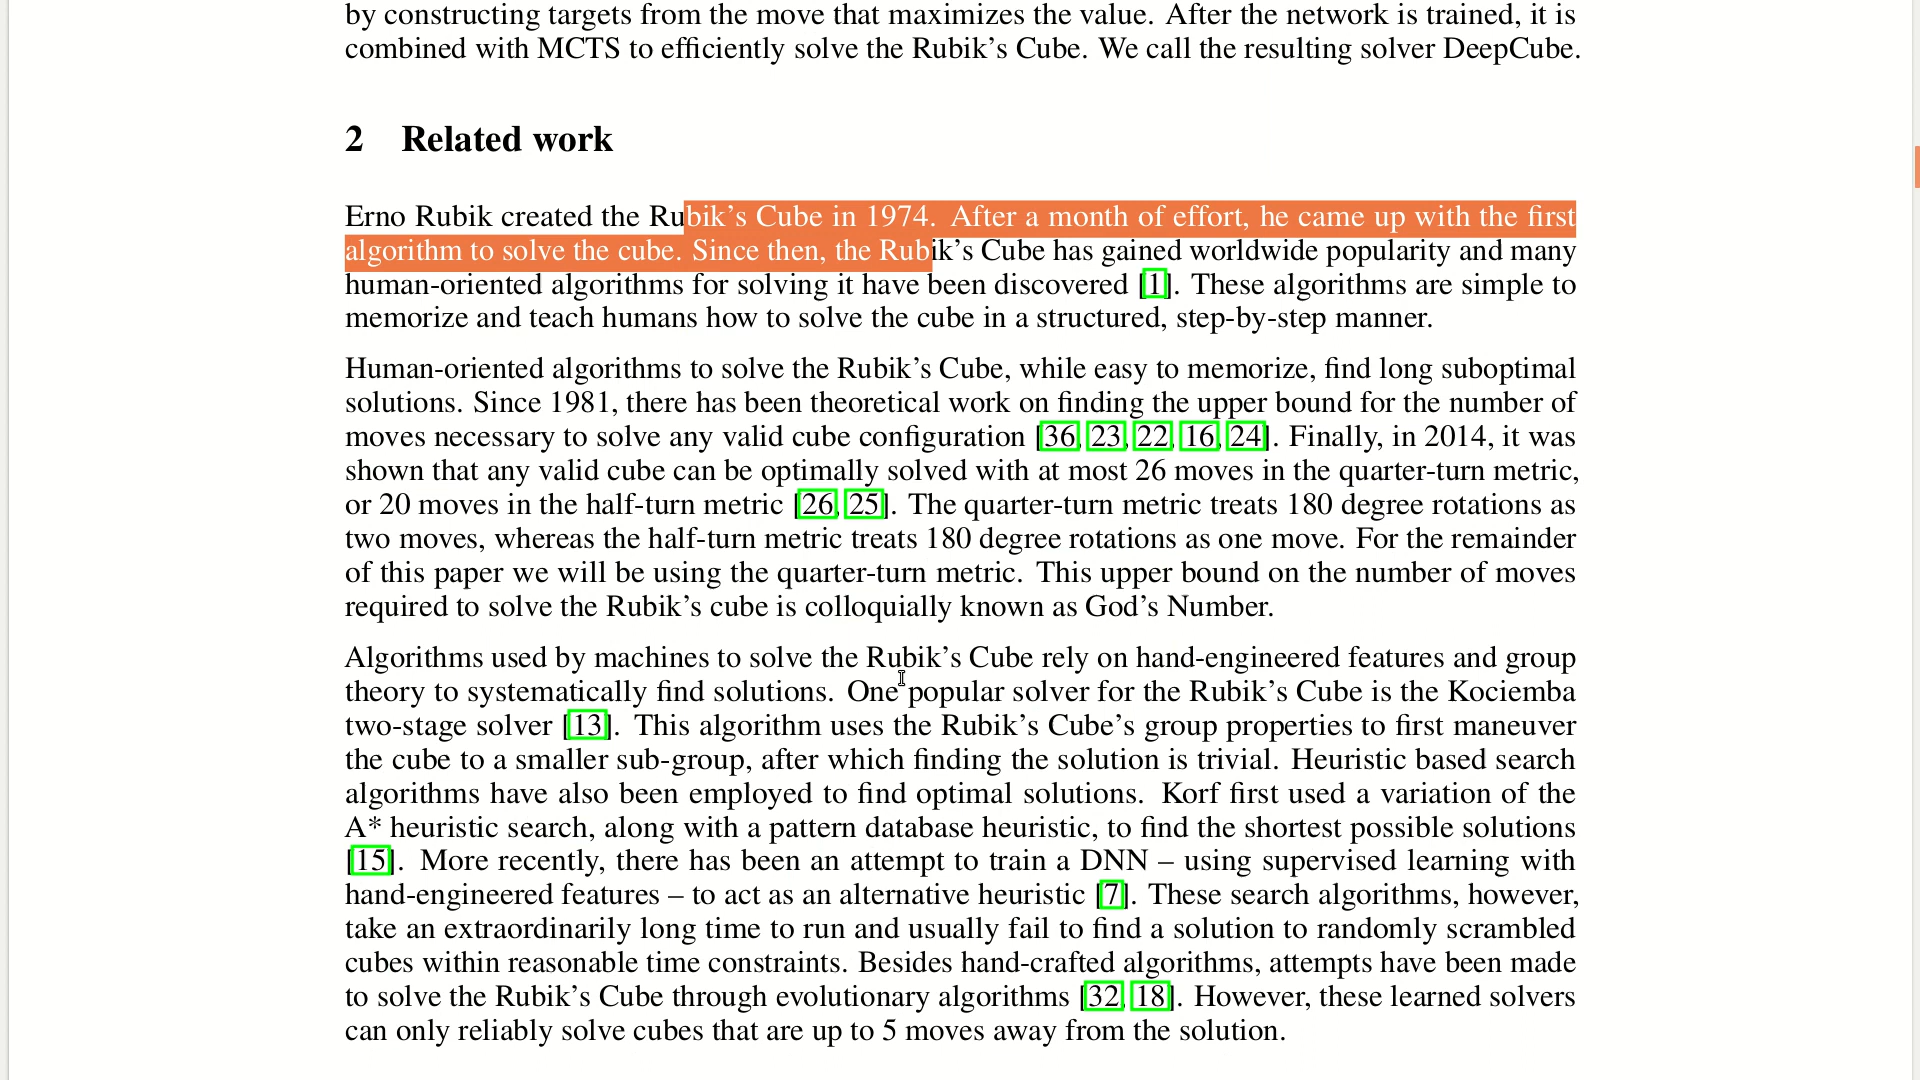 by constructing targets from the move that maximizes the value. After the network is trained, it is
combined with MCTS to efficiently solve the Rubik's Cube. We call the resulting solver DeepCube.
2 Related work
Erno Rubik created the Rubik's Cube in 1974. After a month of effort, he came up with the first
algorithm to solve the cube. Since then, the Rubik's Cube has gained worldwide popularity and many
human-oriented algorithms for solving it have been discovered [1]. These algorithms are simple to
memorize and teach humans how to solve the cube in a structured, step-by-step manner.
Human-oriented algorithms to solve the Rubik's Cube, while easy to memorize, find long suboptimal
solutions. Since 1981, there has been theoretical work on finding the upper bound for the number of
moves necessary to solve any valid cube configuration [36, 23, 22, 16, 24]. Finally, in 2014, it was
shown that any valid cube can be optimally solved with at most 26 moves in the quarter-turn metric,
or 20 moves in the half-turn metric [26, 25]. The quarter-turn metric treats 180 degree rotations as
two moves, whereas the half-turn metric treats 180 degree rotations as one move. For the remainder
of this paper we will be using the quarter-turn metric. This upper bound on the number of moves
required to solve the Rubik's cube is colloquially known as God's Number.
Algorithms used by machines to solve the Rubik's Cube rely on hand-engineered features and group
theory to systematically find solutions. One popular solver for the Rubik's Cube is the Kociemba
two-stage solver [13]. This algorithm uses the Rubik's Cube's group properties to first maneuver
the cube to a smaller sub-group, after which finding the solution is trivial. Heuristic based search
algorithms have also been employed to find optimal solutions. Korf first used a variation of the
A* heuristic search, along with a pattern database heuristic, to find the shortest possible solutions
[15]. More recently, there has been an attempt to train a DNN – using supervised learning with
hand-engineered features – to act as an alternative heuristic [7]. These search algorithms, however,
take an extraordinarily long time to run and usually fail to find a solution to randomly scrambled
cubes within reasonable time constraints. Besides hand-crafted algorithms, attempts have been made
to solve the Rubik's Cube through evolutionary algorithms [32, 18]. However, these learned solvers
can only reliably solve cubes that are up to 5 moves away from the solution.